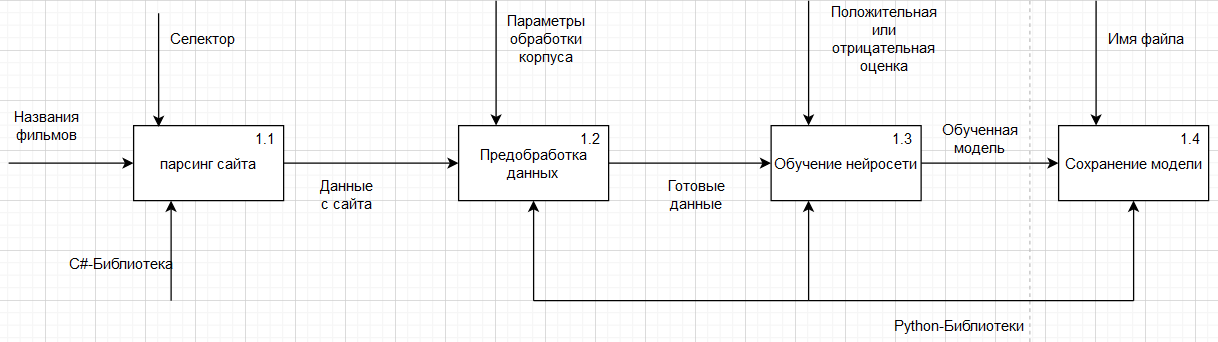 Селектор
Параметры
обработки
корпуса
Положительная
или
отрицательная
оценка
Имя файла
Названия
фильмов
1.1
парсинг сайта
1.2
Предобработка
данных
1.3
Обучение нейросети
Обученная
модель
1.4
Сохранение модели
Данные
с сайта
Готовые
данные
C#-Библиотека
Python-Библиотеки